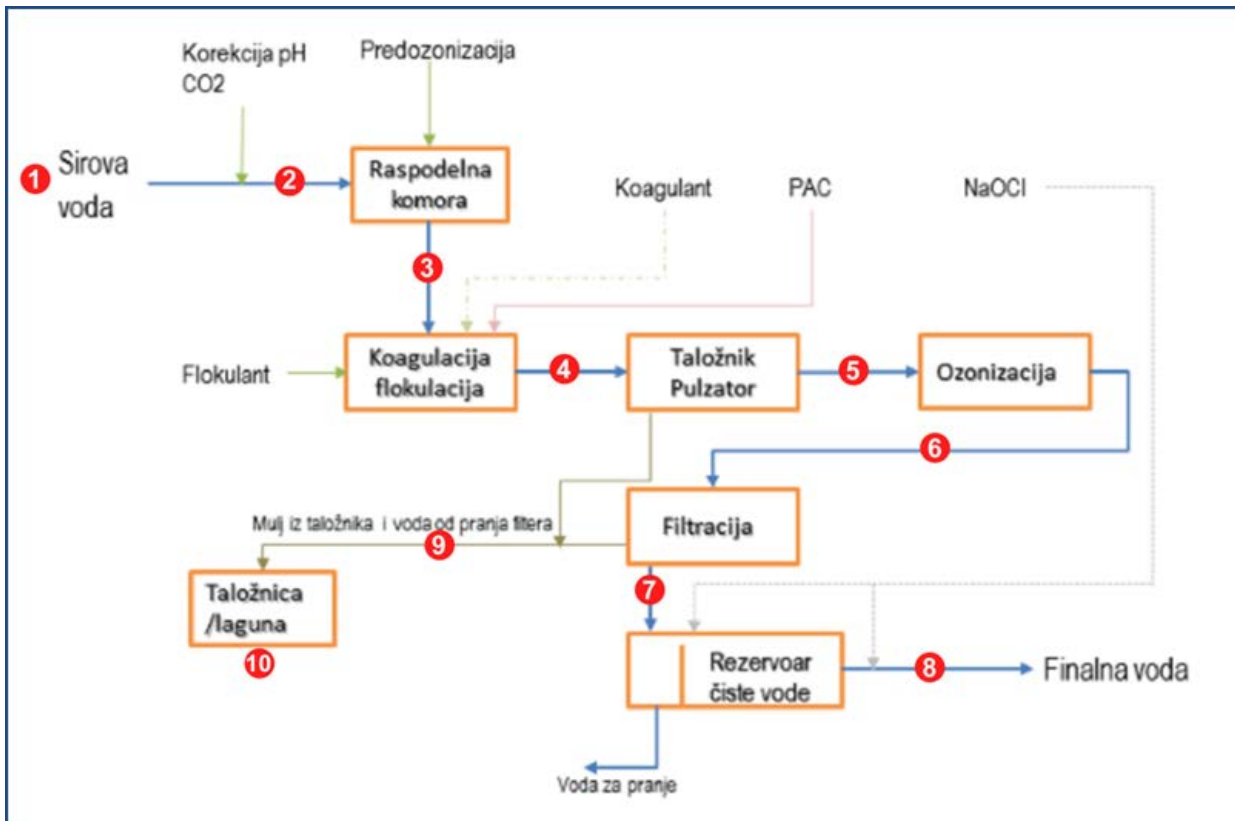 Korekcija pH
CO2
Predozonizacija
1 Sirova
voda
2
Raspodelna
komora
Koagulant
PAC
NaOCl
3
Flokulant
Koagulacija
flokulacija
4
Taložnik
Pulzator
5
Ozonizacija
6
Mulj iz taložnika i voda od pranja filtera
9
Filtracija
Taložnica
/laguna
10
7
Rezervoar
čiste vode
8
Finalna voda
Voda za pranje